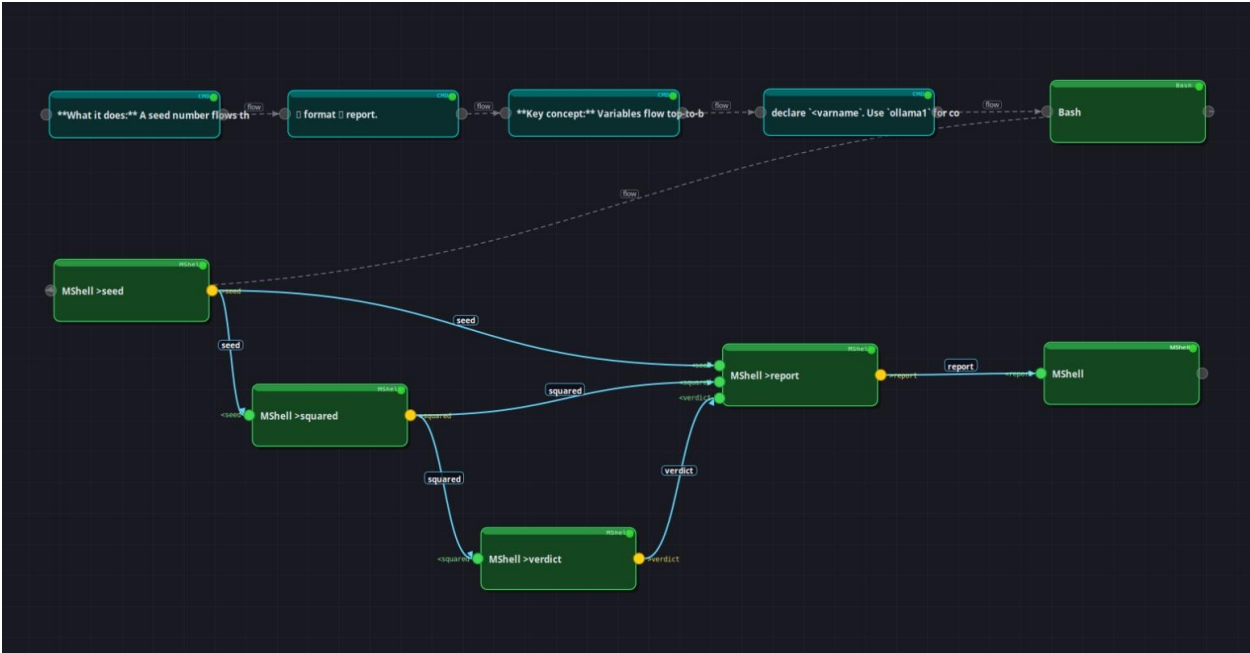 CMD
**What it does:** A seed number flows th
flow
CMD
format report.
flow
CMD
**Key concept:** Variables flow top-to-b
flow
CMD
declare `<varname`. Use `ollama1` for co
flow
Bash
Bash
flow
MShell
MShell >seed
>seed
seed
seed
MShell
<seed
MShell >squared
>squared
squared
squared
MShell
<squared
MShell >verdict
>verdict
verdict
MShell
<seed
<squared
<verdict
MShell >report
>report
report
MShell
<report
MShell